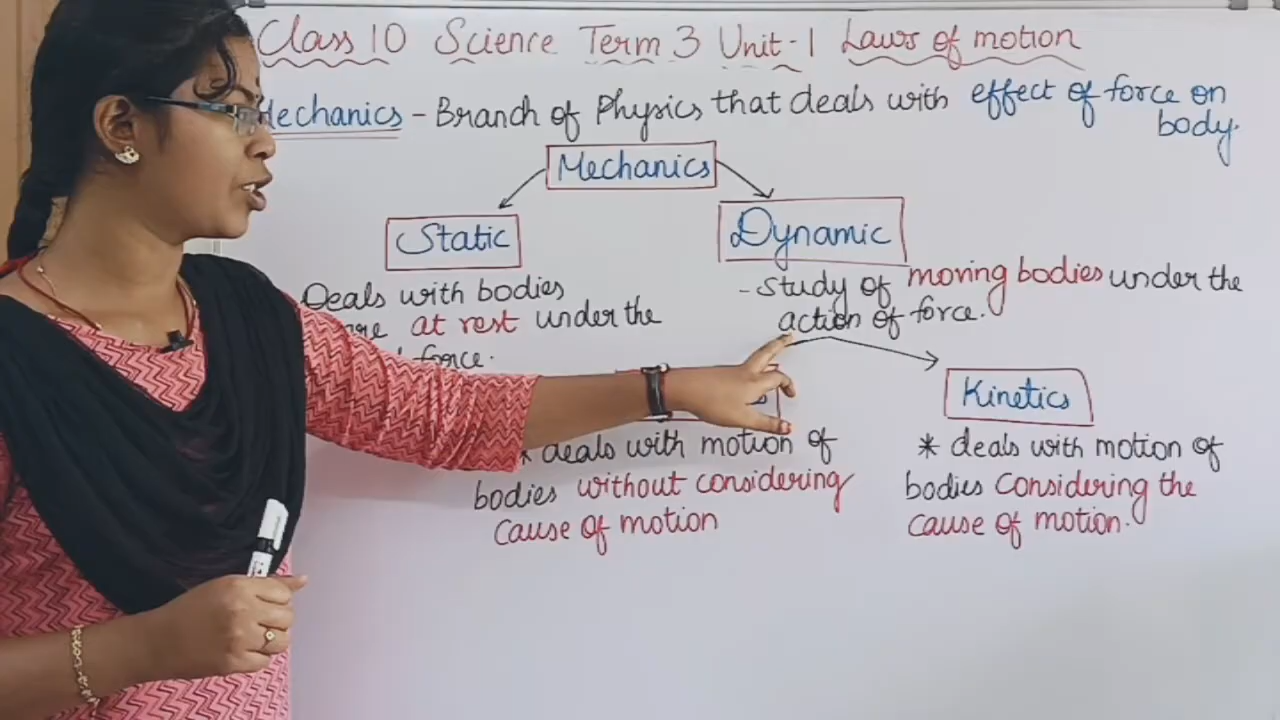 Class 10 Science Term 3 Unit-1 Laws of motion
Mechanics - Branch of Physics that deals with effect of force on
body.
Mechanics
Static
Dynamic
Deals with bodies
at rest under the
force.
- Study of moving bodies under the
action of force.
Kinetics
* deals with motion of
bodies without considering
cause of motion
* deals with motion of
bodies Considering the
cause of motion.